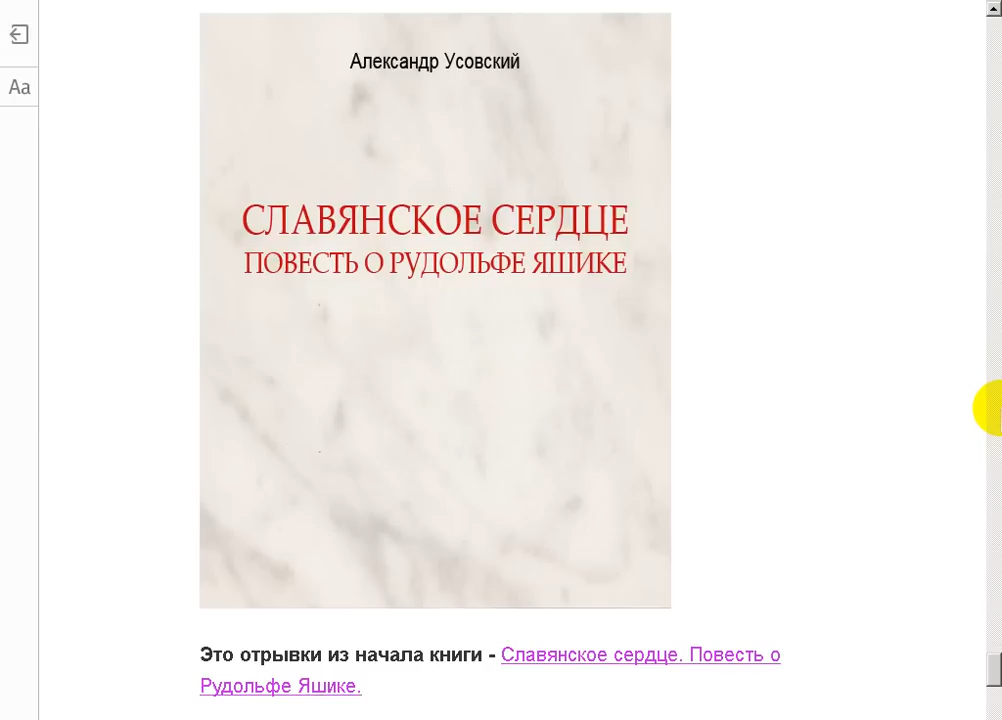 Aa
Александр Усовский
СЛАВЯНСКОЕ СЕРДЦЕ
ПОВЕСТЬ О РУДОЛЬФЕ ЯШИКЕ
Это отрывки из начала книги - Славянское сердце. Повесть о
Рудольфе Яшике.